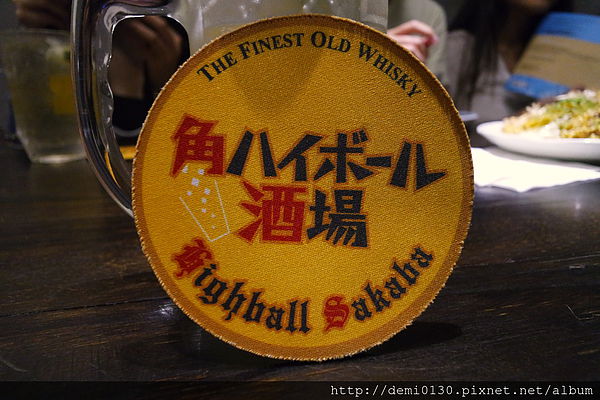 THE FINEST OLD WHISKY
角ハイボール
酒場
Highball Sakaba
http://demi0130.pixnet.net/album